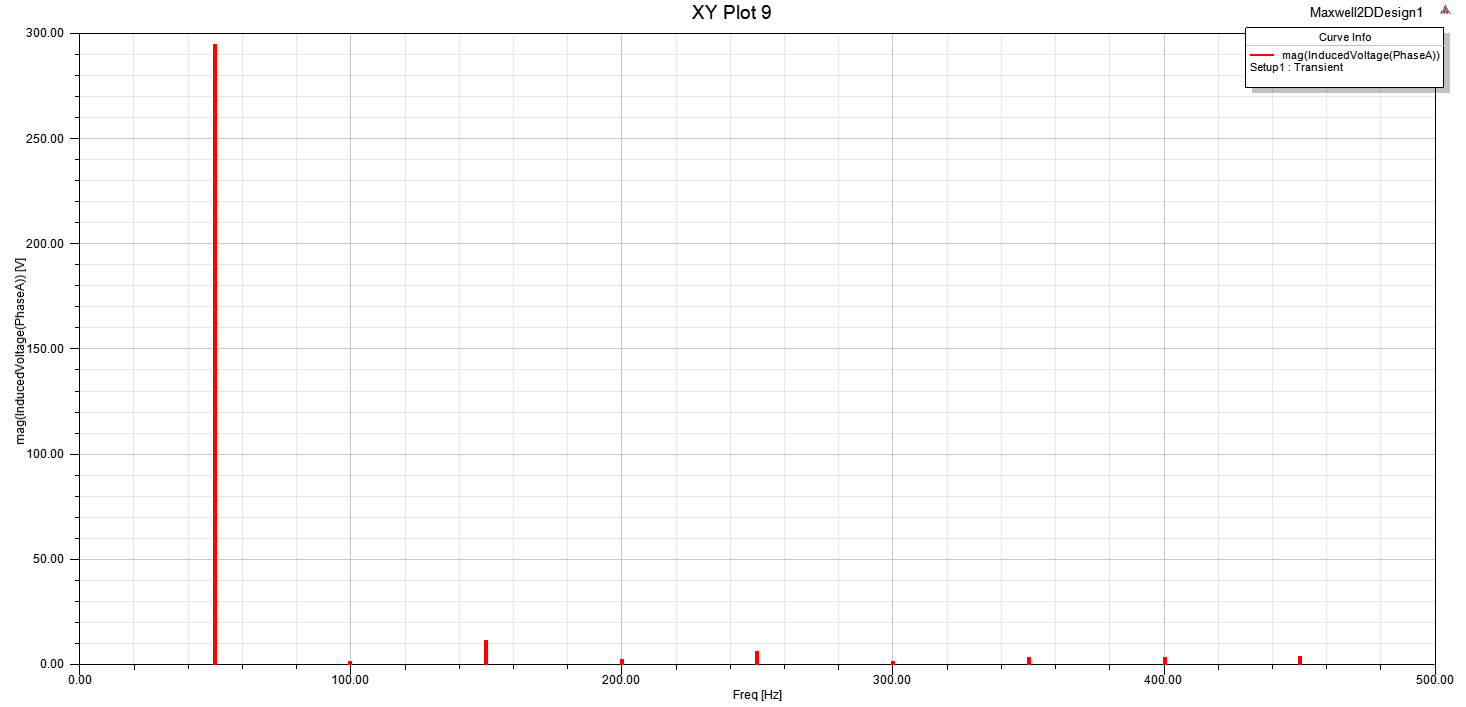 XY Plot 9
Maxwell2DDesign1
Curve Info
mag(InducedVoltage(PhaseA))
Setup1 : Transient
300.00
250.00
200.00
150.00
100.00
50.00
0.00
mag(InducedVoltage(PhaseA)) [V]
0.00
100.00
200.00
300.00
400.00
500.00
Freq [Hz]